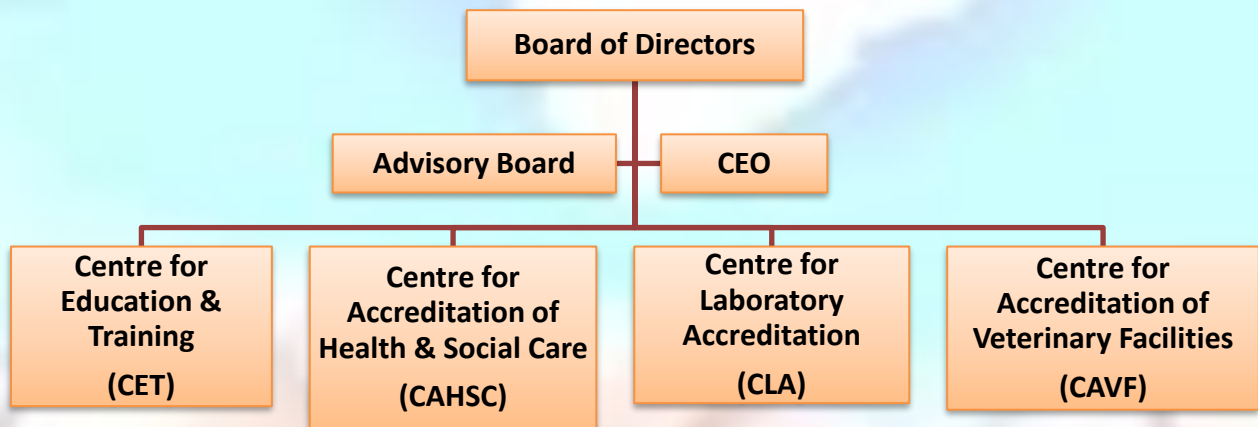 Board of Directors
Advisory Board
CEO
Centre for
Education &
Training
(CET)
Centre for
Accreditation of
Health & Social Care
(CAHSC)
Centre for
Laboratory
Accreditation
(CLA)
Centre for
Accreditation of
Veterinary Facilities
(CAVF)